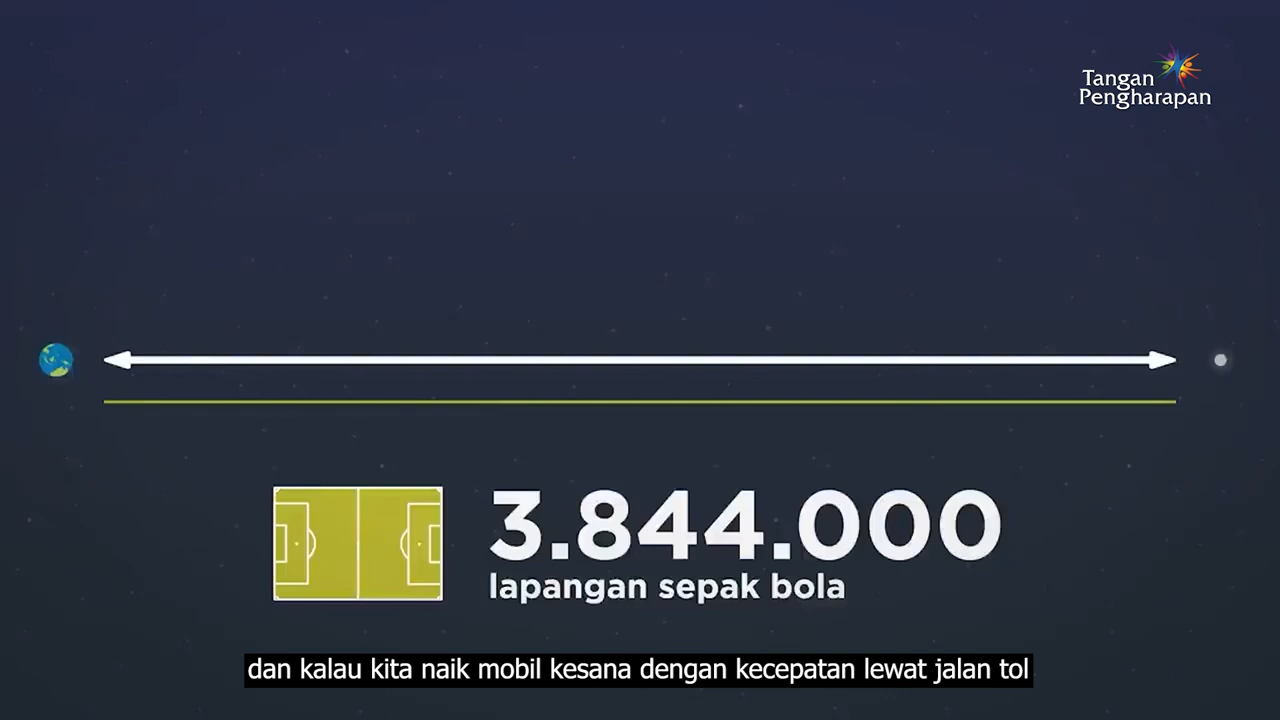 Tangan
Pengharapan
3.844.000
lapangan sepak bola
dan kalau kita naik mobil kesana dengan kecepatan lewat jalan tol